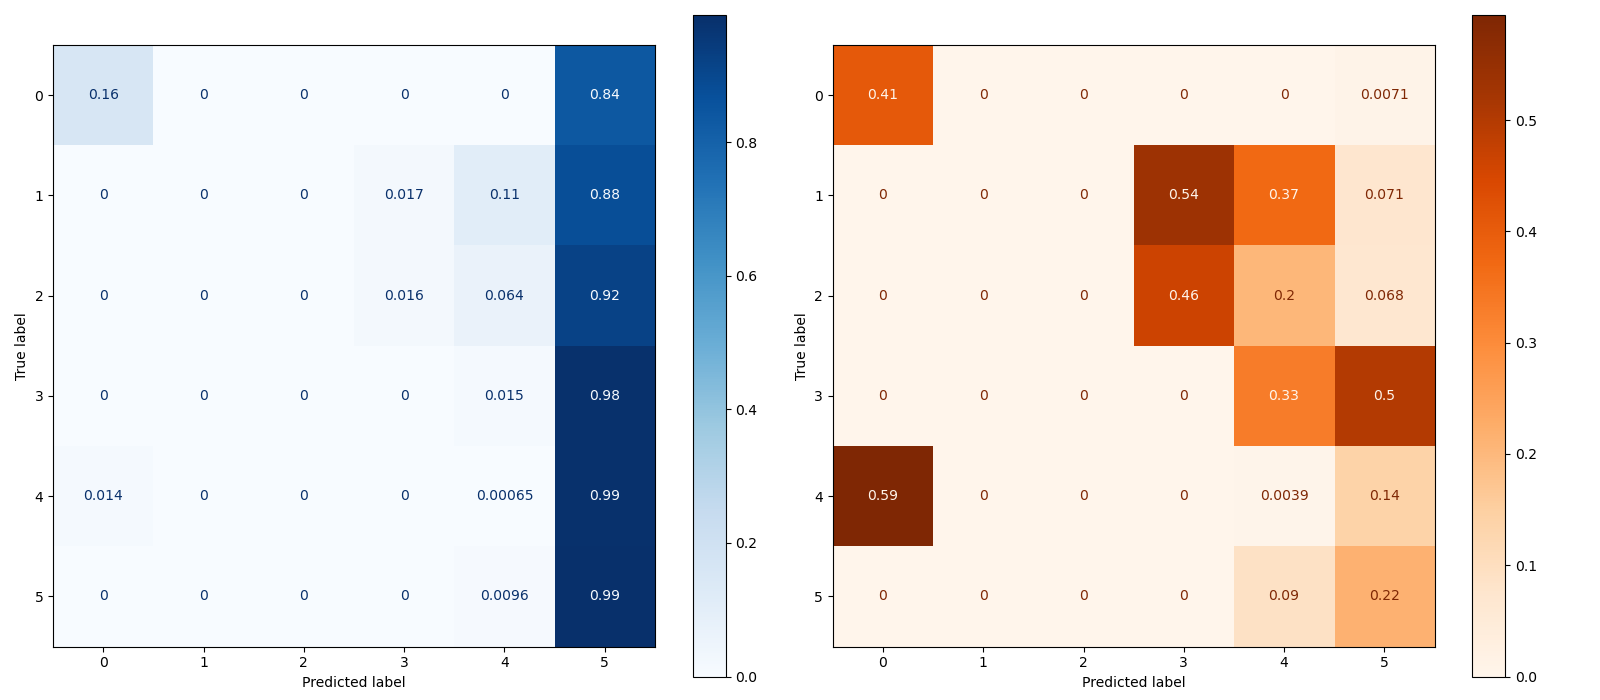 0 0.16 0 0 0 0 0.84
1 0 0 0 0.017 0.11 0.88
2 0 0 0 0.016 0.064 0.92
3 0 0 0 0 0.015 0.98
4 0.014 0 0 0 0.00065 0.99
5 0 0 0 0 0.0096 0.99
0 1 2 3 4 5
Predicted label
True label
0.8
0.6
0.4
0.2
0.0
0 0.41 0 0 0 0 0.0071
1 0 0 0 0.54 0.37 0.071
2 0 0 0 0.46 0.2 0.068
3 0 0 0 0 0.33 0.5
4 0.59 0 0 0 0.0039 0.14
5 0 0 0 0 0.09 0.22
0 1 2 3 4 5
Predicted label
True label
0.5
0.4
0.3
0.2
0.1
0.0